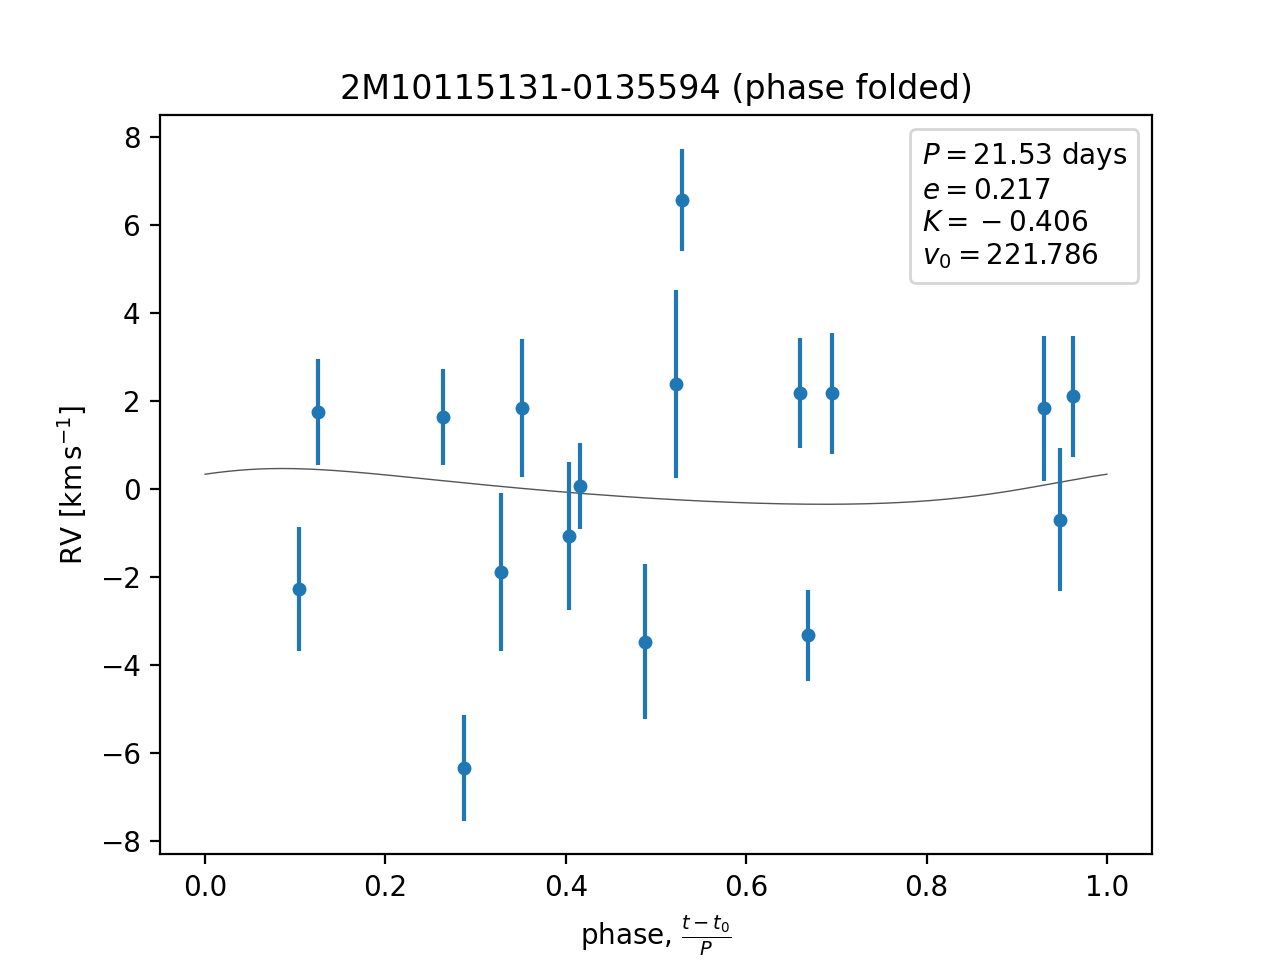 2M10115131-0135594 (phase folded)
P = 21.53 days
e = 0.217
K = −0.406
v₀ = 221.786
RV [km s⁻¹]
8
6
4
2
0
−2
−4
−6
−8
0.0 0.2 0.4 0.6 0.8 1.0
phase, (t − t₀)/P